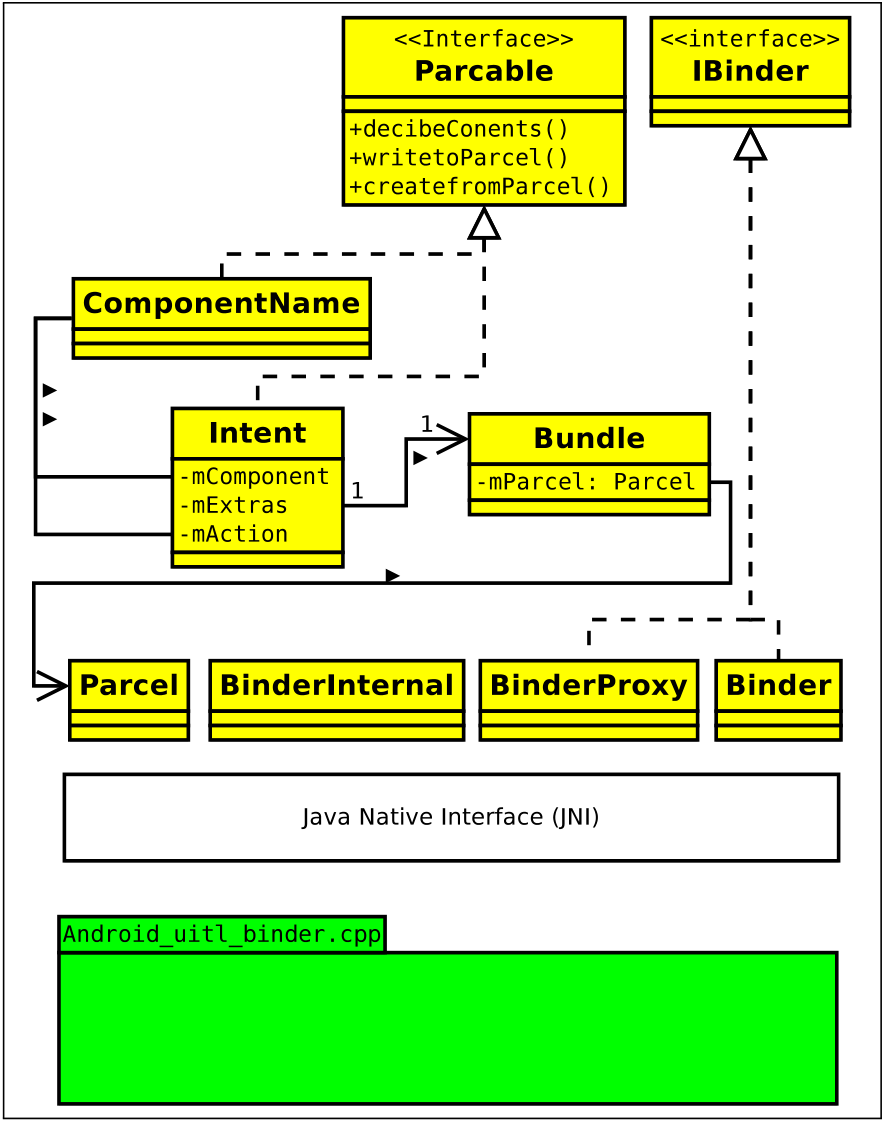 <<Interface>>
Parcable
+decibeConents()
+writetoParcel()
+createfromParcel()
<<interface>>
IBinder
ComponentName
Intent
-mComponent
-mExtras
-mAction
1
1
Bundle
-mParcel: Parcel
Parcel
BinderInternal
BinderProxy
Binder
Java Native Interface (JNI)
Android_uitl_binder.cpp